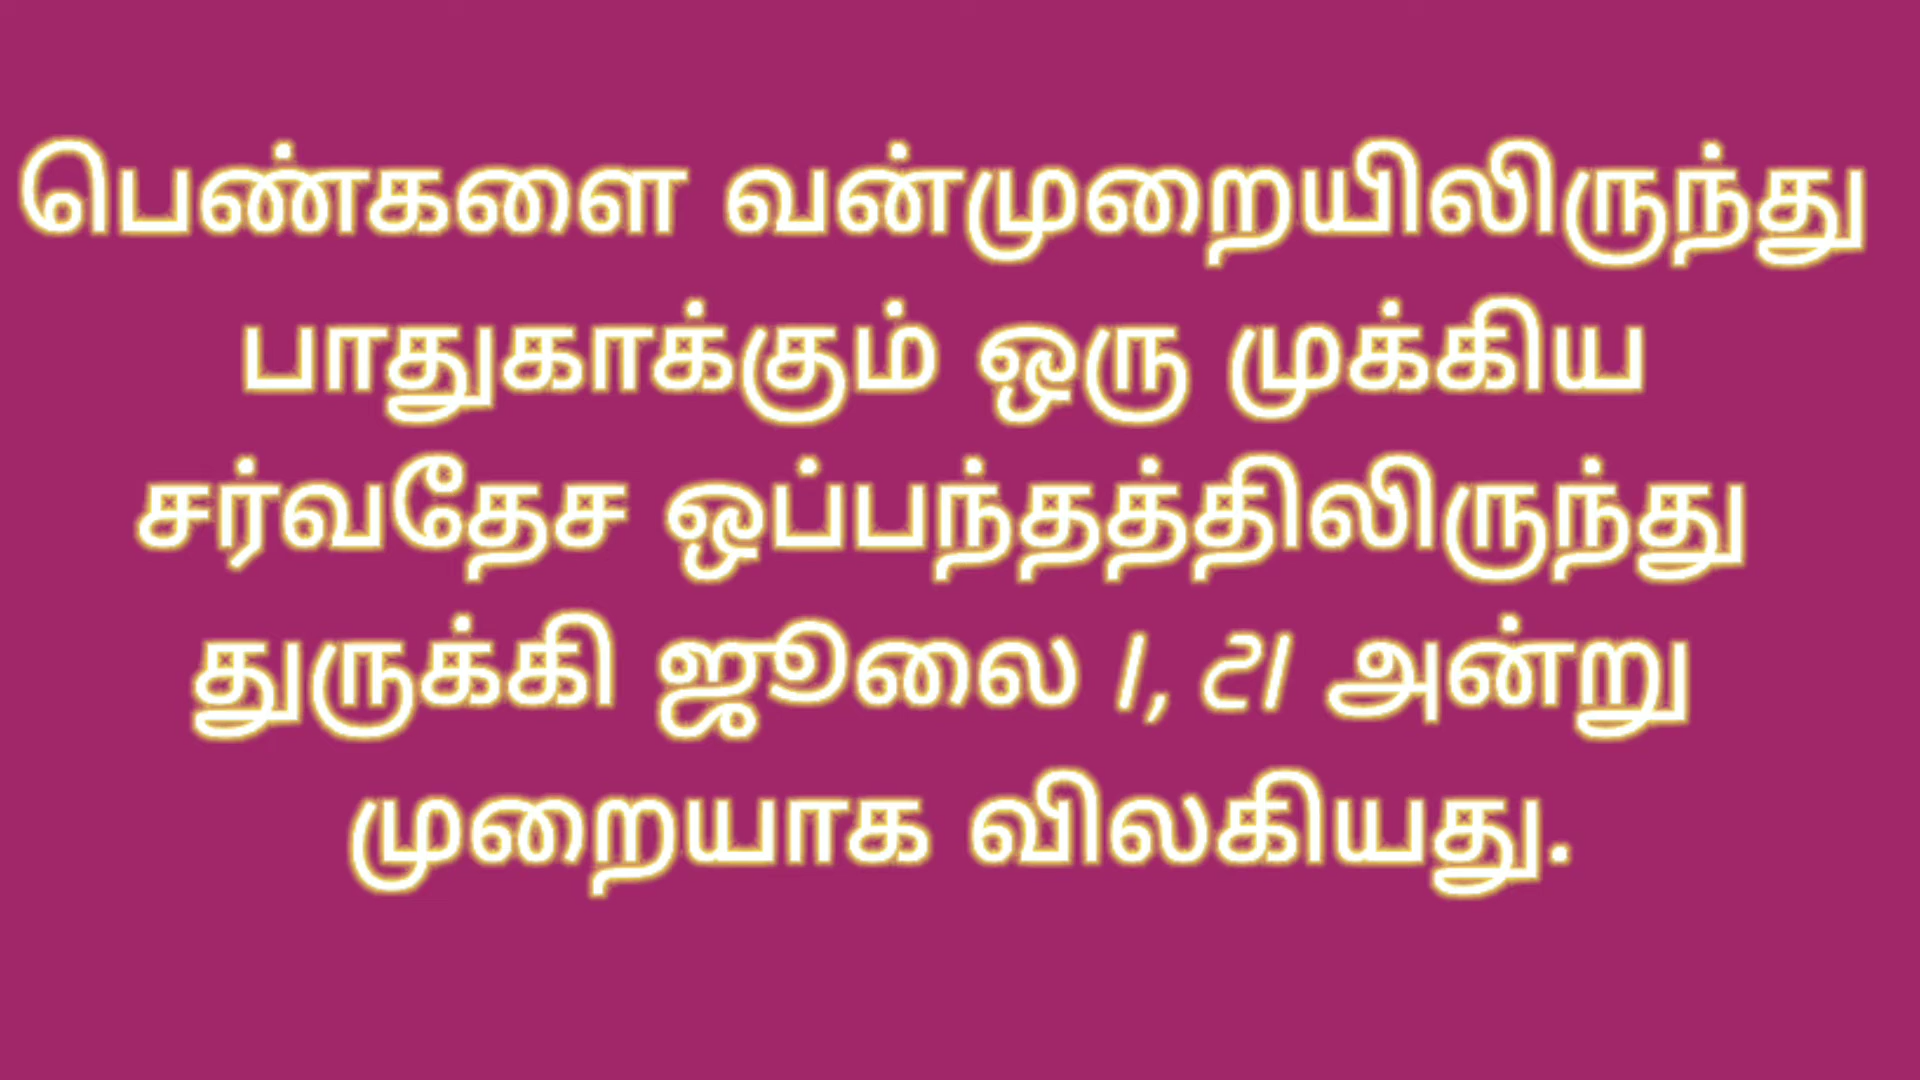 பெண்களை வன்முறையிலிருந்து
பாதுகாக்கும் ஒரு முக்கிய
சர்வதேச ஒப்பந்தத்திலிருந்து
துருக்கி ஜூலை 1, 21 அன்று
முறையாக விலகியது.